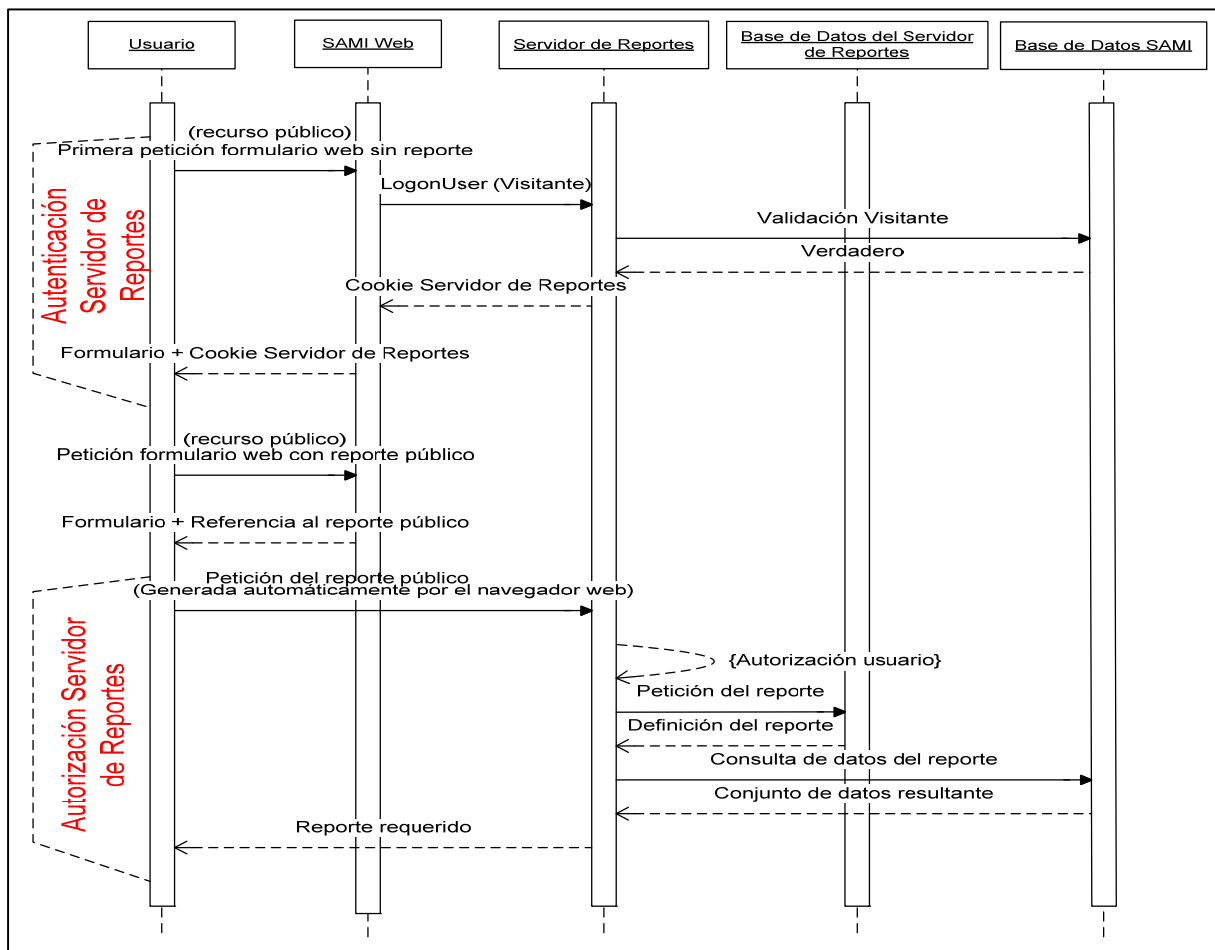 Usuario
SAMI Web
Servidor de Reportes
Base de Datos del Servidor
de Reportes
Base de Datos SAMI
(recurso público)
Primera petición formulario web sin reporte
LogonUser (Visitante)
Validación Visitante
Verdadero
Cookie Servidor de Reportes
Formulario + Cookie Servidor de Reportes
Autenticación
Servidor de
Reportes
(recurso público)
Petición formulario web con reporte público
Formulario + Referencia al reporte público
Petición del reporte público
(Generada automáticamente por el navegador web)
{Autorización usuario}
Petición del reporte
Definición del reporte
Consulta de datos del reporte
Conjunto de datos resultante
Reporte requerido
Autorización Servidor
de Reportes